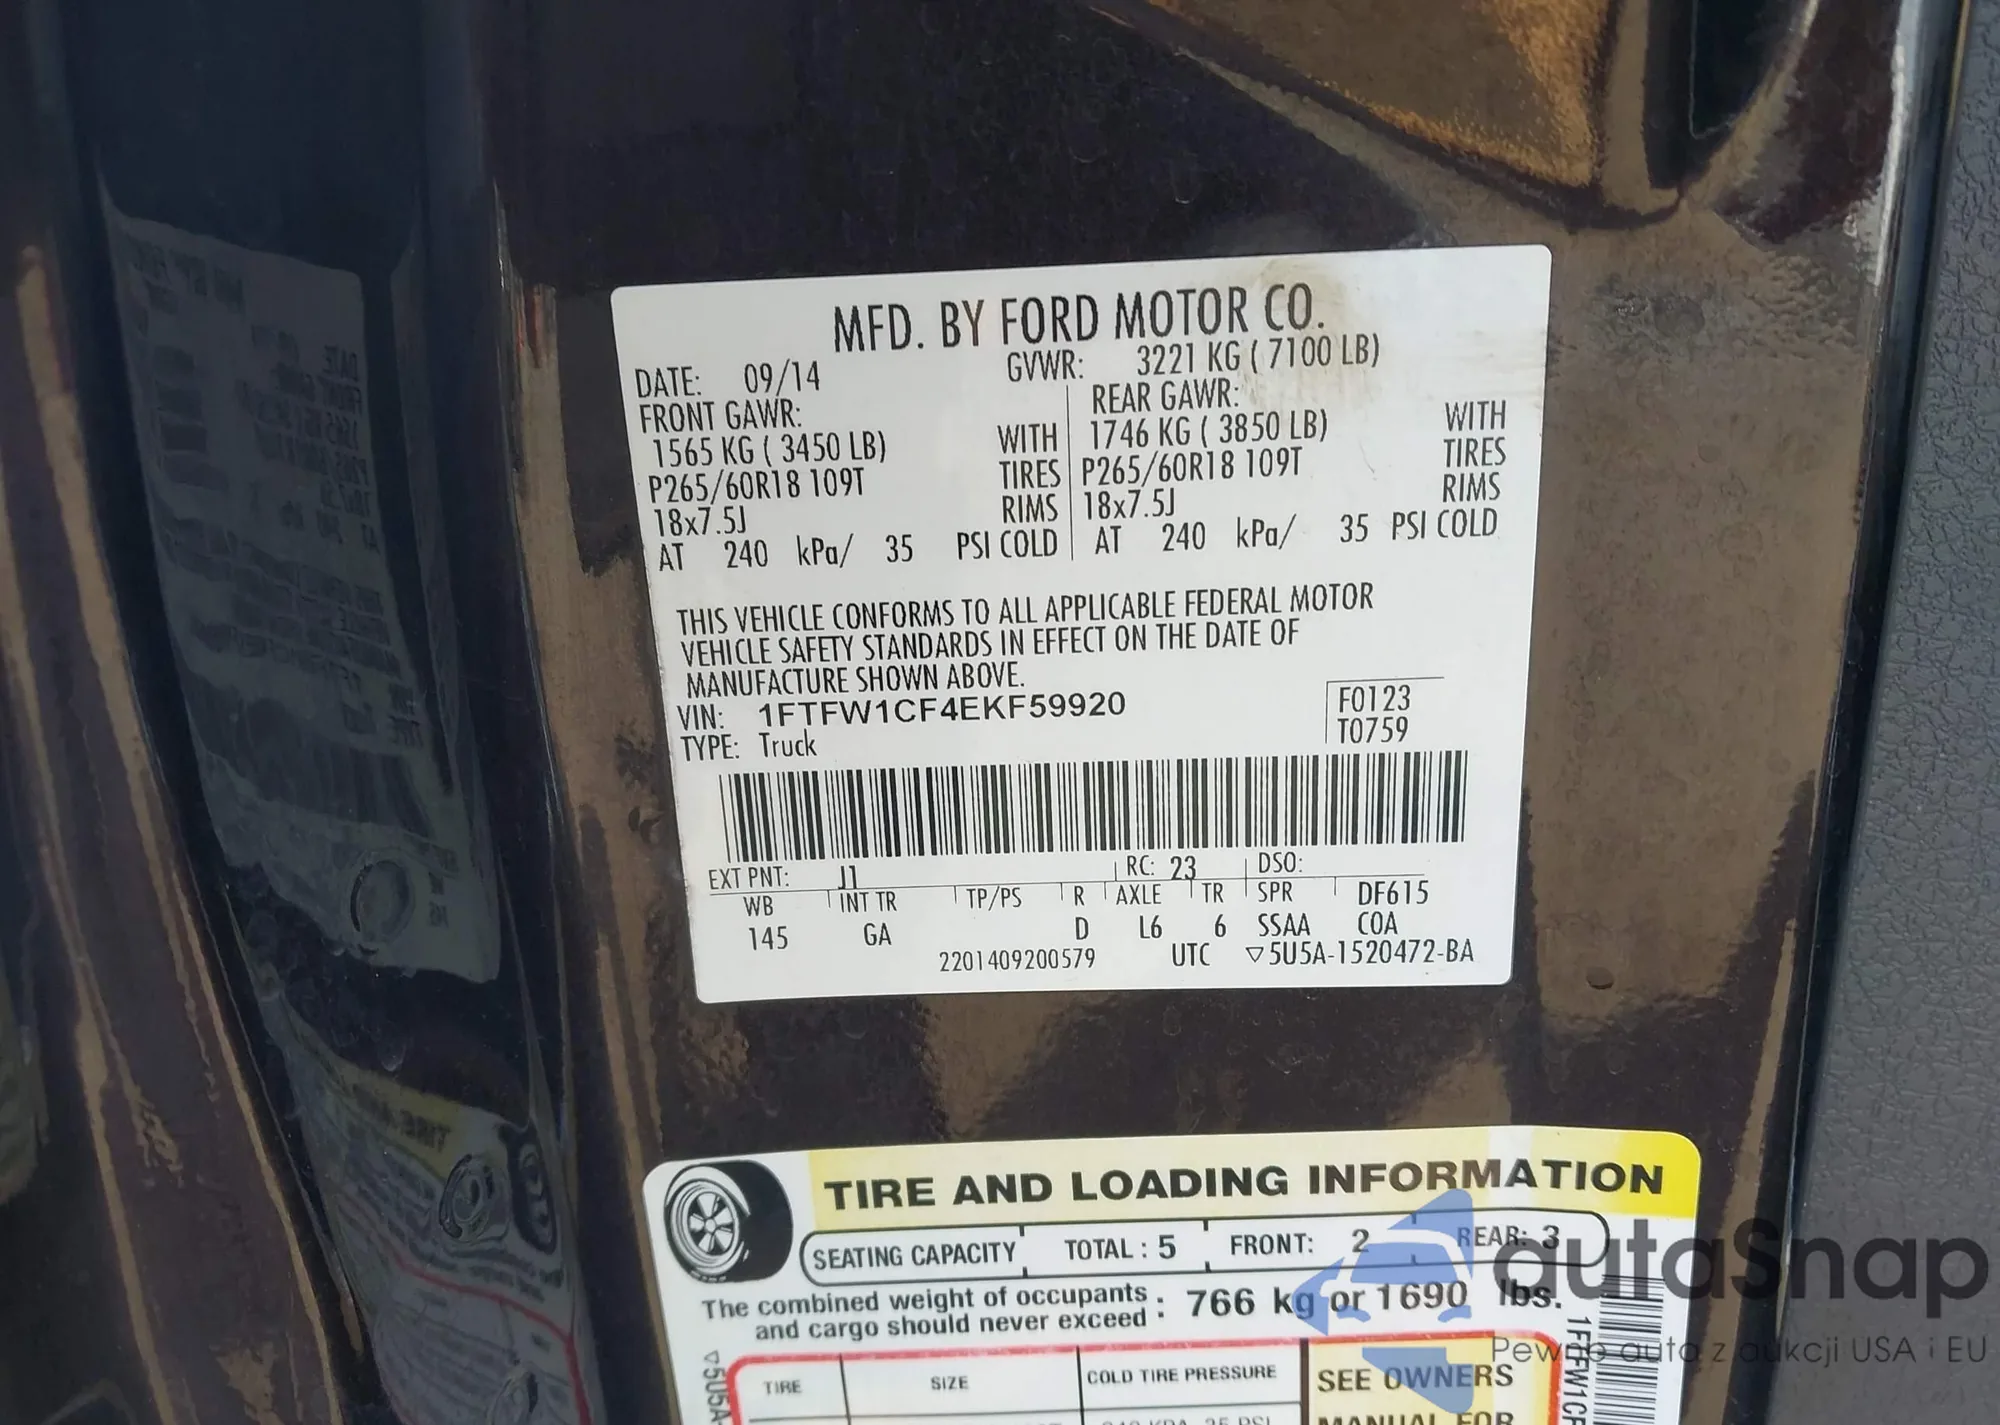 MFD. BY FORD MOTOR CO.
DATE: 09/14 GVWR: 3221 KG ( 7100 LB)
FRONT GAWR: REAR GAWR:
1565 KG ( 3450 LB) WITH 1746 KG ( 3850 LB) WITH
P265/60R18 109T TIRES P265/60R18 109T TIRES
18x7.5J RIMS 18x7.5J RIMS
AT 240 kPa/ 35 PSI COLD AT 240 kPa/ 35 PSI COLD
THIS VEHICLE CONFORMS TO ALL APPLICABLE FEDERAL MOTOR
VEHICLE SAFETY STANDARDS IN EFFECT ON THE DATE OF
MANUFACTURE SHOWN ABOVE.
VIN: 1FTFW1CF4EKF59920 F0123
TYPE: Truck T0759
EXT PNT: J1 RC: 23 DSO:
WB INT TR TP/PS R AXLE TR SPR DF615
145 GA D L6 6 SSAA COA
2201409200579 UTC ▽5U5A-1520472-BA
TIRE AND LOADING INFORMATION
SEATING CAPACITY TOTAL : 5 FRONT: 2 REAR: 3
The combined weight of occupants
and cargo should never exceed : 766 kg or 1690 lbs.
TIRE SIZE COLD TIRE PRESSURE SEE OWNERS
MANUAL FOR
▽5U5A-
1FTFW1CF
autaSnap
Pewne auta z aukcji USA i EU